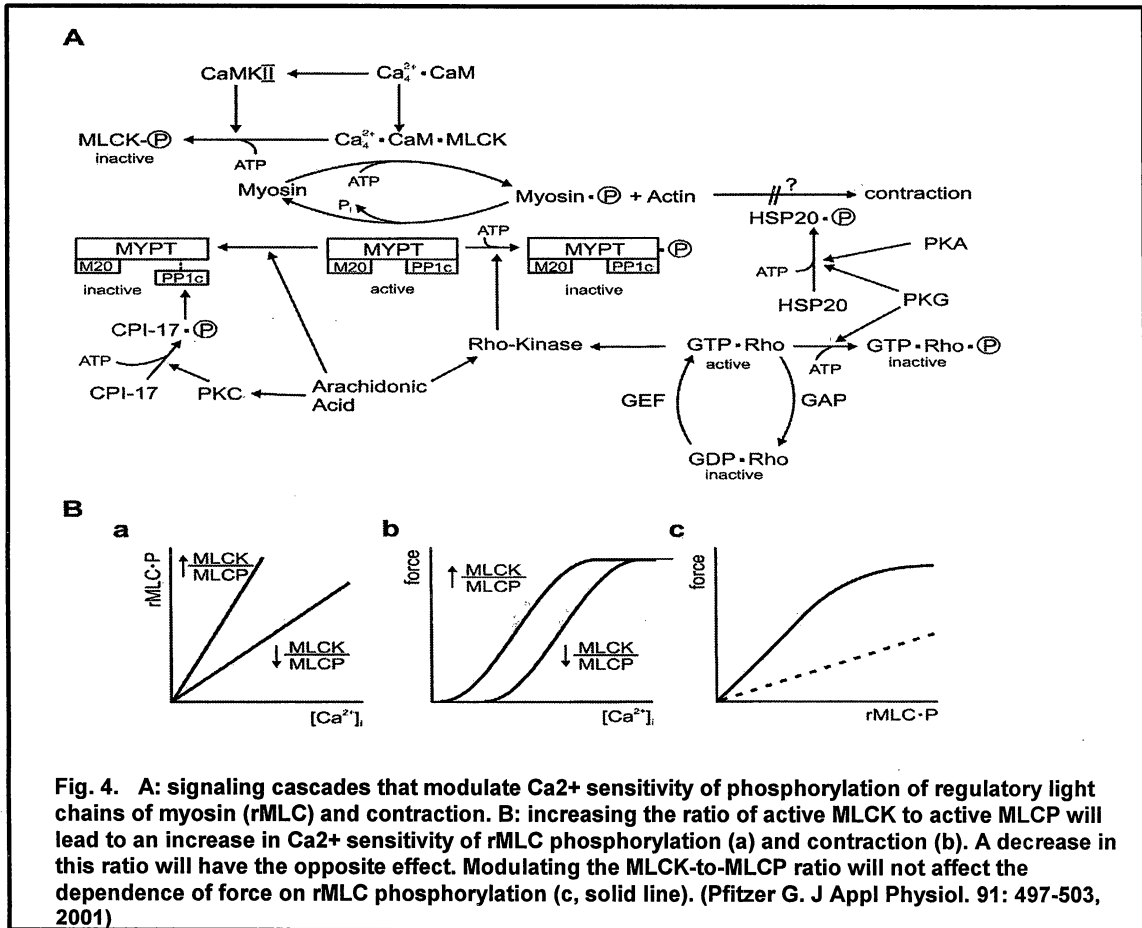 A
CaMKII Ca₄²⁺·CaM
MLCK-Ⓟ Ca₄²⁺·CaM·MLCK
inactive
ATP
Myosin ATP Myosin·Ⓟ + Actin ? contraction
Pi HSP20·Ⓟ
MYPT MYPT ATP MYPT ·Ⓟ PKA
M20 PP1c M20 PP1c M20 PP1c ATP
inactive active inactive HSP20 PKG
CPI-17·Ⓟ Rho-Kinase GTP·Rho GTP·Rho·Ⓟ
ATP active ATP inactive
CPI-17 PKC Arachidonic
Acid GEF GAP
GDP·Rho
inactive
B
a b c
rMLC·P ↑MLCK/MLCP ↓MLCK/MLCP [Ca²⁺]i
force ↑MLCK/MLCP ↓MLCK/MLCP [Ca²⁺]i
force rMLC·P
Fig. 4. A: signaling cascades that modulate Ca2+ sensitivity of phosphorylation of regulatory light
chains of myosin (rMLC) and contraction. B: increasing the ratio of active MLCK to active MLCP will
lead to an increase in Ca2+ sensitivity of rMLC phosphorylation (a) and contraction (b). A decrease in
this ratio will have the opposite effect. Modulating the MLCK-to-MLCP ratio will not affect the
dependence of force on rMLC phosphorylation (c, solid line). (Pfitzer G. J Appl Physiol. 91: 497-503,
2001)